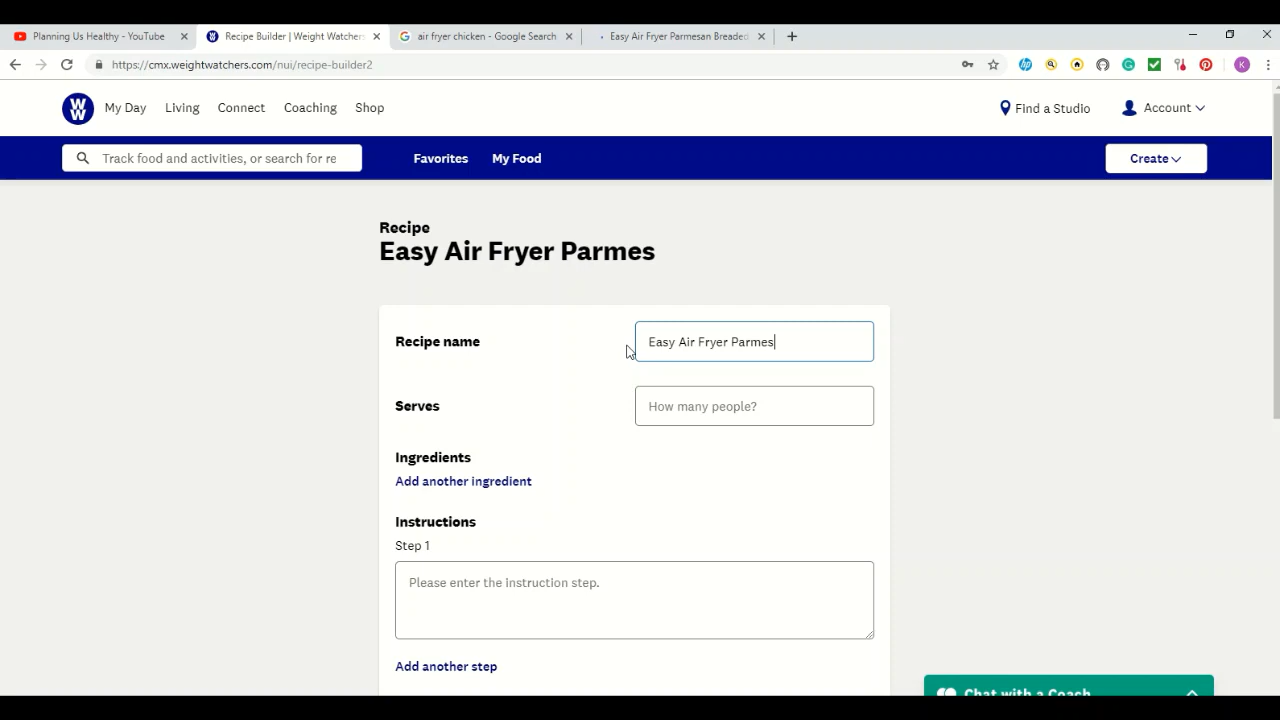 Planning Us Healthy - YouTube
Recipe Builder | Weight Watchers
air fryer chicken - Google Search
Easy Air Fryer Parmesan Breaded
https://cmx.weightwatchers.com/nui/recipe-builder2
K
WW
My Day
Living
Connect
Coaching
Shop
Find a Studio
Account
Track food and activities, or search for re
Favorites
My Food
Create
Recipe
Easy Air Fryer Parmes
Recipe name
Easy Air Fryer Parmes
Serves
How many people?
Ingredients
Add another ingredient
Instructions
Step 1
Please enter the instruction step.
Add another step
Chat with a Coach